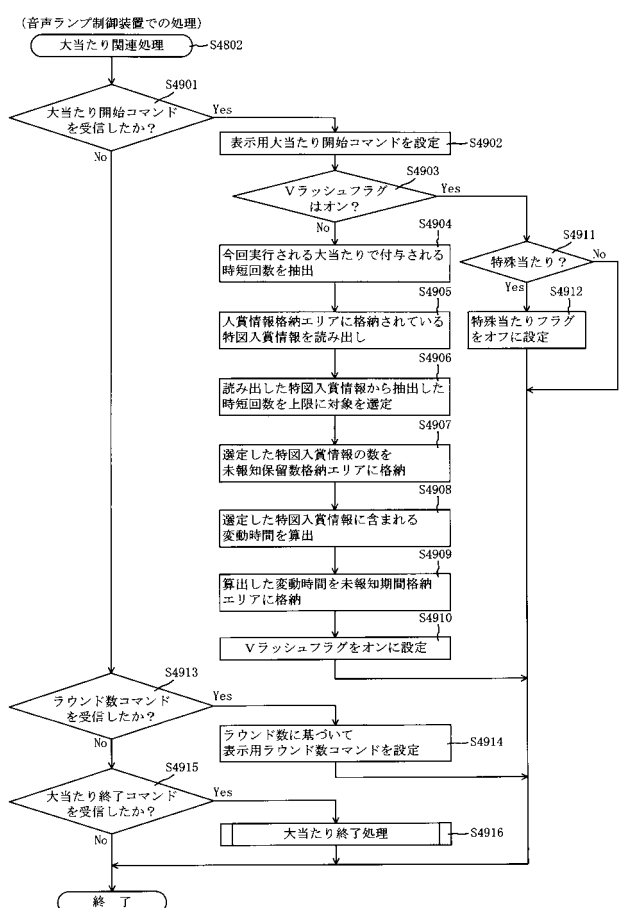 (音声ランプ制御装置での処理)
大当たり関連処理
S4802
S4901
大当たり開始コマンド
を受信したか?
Yes
No
表示用大当たり開始コマンドを設定
S4902
S4903
Vラッシュフラグ
はオン?
Yes
No
S4904
今回実行される大当たりで付与される
時短回数を抽出
S4911
特殊当たり?
No
Yes
S4912
特殊当たりフラグ
をオフに設定
S4905
入賞情報格納エリアに格納されている
特図入賞情報を読み出し
S4906
読み出した特図入賞情報から抽出した
時短回数を上限に対象を選定
S4907
選定した特図入賞情報の数を
未報知保留数格納エリアに格納
S4908
選定した特図入賞情報に含まれる
変動時間を算出
S4909
算出した変動時間を未報知期間格納
エリアに格納
S4910
Vラッシュフラグをオンに設定
S4913
ラウンド数コマンド
を受信したか?
Yes
No
ラウンド数に基づいて
表示用ラウンド数コマンドを設定
S4914
S4915
大当たり終了コマンド
を受信したか?
Yes
No
大当たり終了処理
S4916
終 了